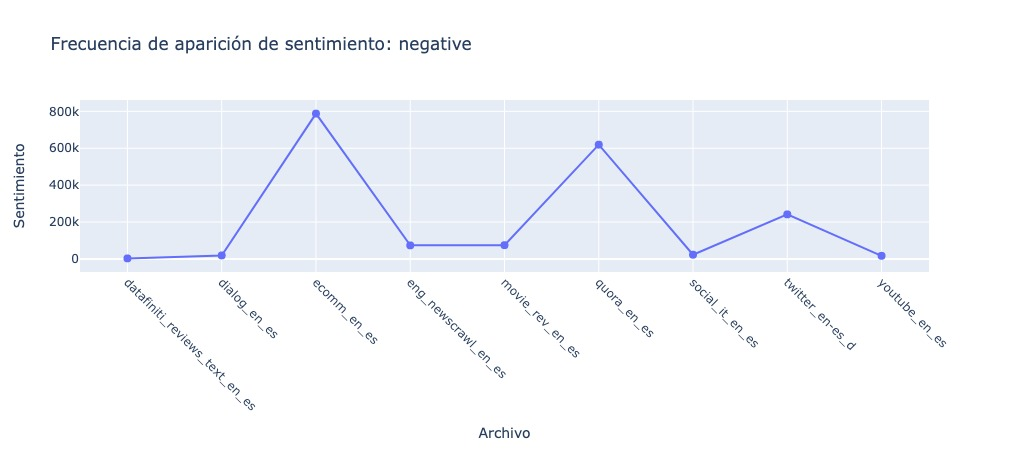 Frecuencia de aparición de sentimiento: negative
800k
600k
400k
200k
0
Sentimiento
datafiniti_reviews_text_en_es
dialog_en_es
ecomm_en_es
eng_newscrawl_en_es
movie_rev_en_es
quora_en_es
social_it_en_es
twitter_en-es_d
youtube_en_es
Archivo